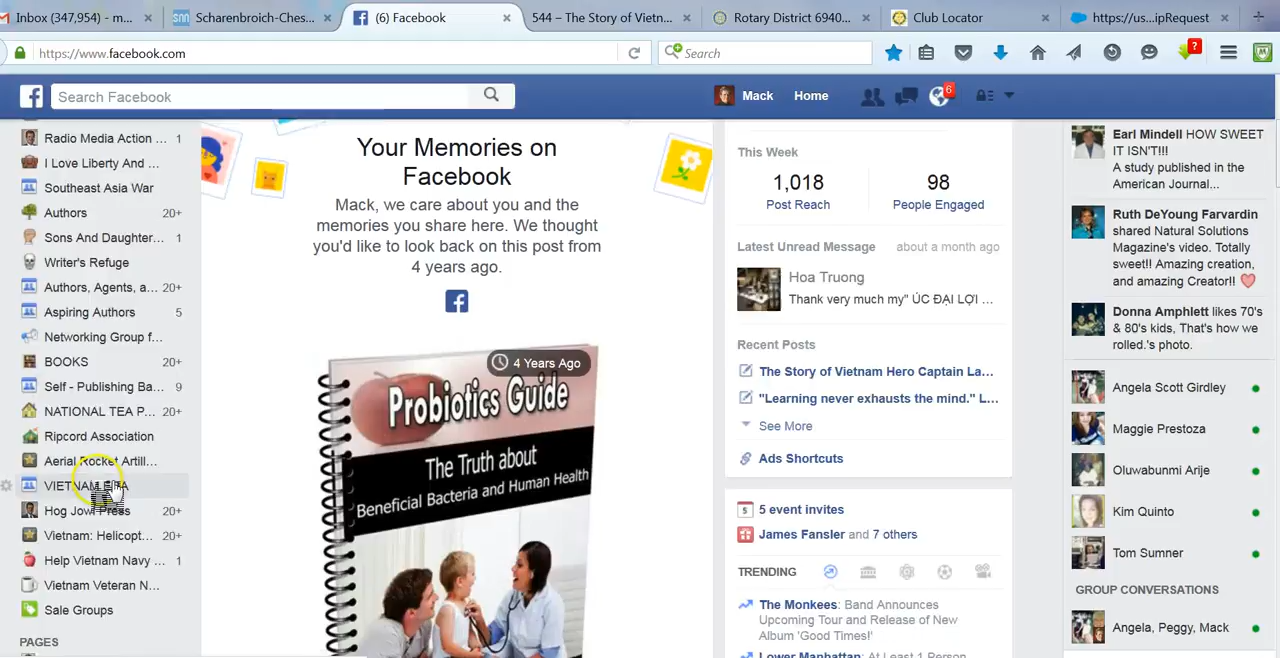 Inbox (347,954) - m...
Scharenbroich-Ches...
(6) Facebook
544 – The Story of Vietn...
Rotary District 6940...
Club Locator
https://us...ipRequest
https://www.facebook.com
Search
?
Search Facebook
Mack
Home
6
Radio Media Action ... 1
I Love Liberty And ...
Southeast Asia War
Authors 20+
Sons And Daughter... 1
Writer's Refuge
Authors, Agents, a... 20+
Aspiring Authors 5
Networking Group f...
BOOKS 20+
Self - Publishing Ba... 9
NATIONAL TEA P... 20+
Ripcord Association
Aerial Rocket Artill...
VIETNAM ERA
Hog Jowl Press 20+
Vietnam: Helicopt... 20+
Help Vietnam Navy ... 1
Vietnam Veteran N...
Sale Groups
PAGES
Your Memories on
Facebook
Mack, we care about you and the
memories you share here. We thought
you'd like to look back on this post from
4 years ago.
4 Years Ago
Probiotics Guide
The Truth about
Beneficial Bacteria and Human Health
This Week
1,018
Post Reach
98
People Engaged
Latest Unread Message about a month ago
Hoa Truong
Thank very much my" ÚC ĐẠI LỢI ...
Recent Posts
The Story of Vietnam Hero Captain La...
"Learning never exhausts the mind." L...
See More
Ads Shortcuts
5
5 event invites
James Fansler and 7 others
TRENDING
The Monkees: Band Announces
Upcoming Tour and Release of New
Album 'Good Times!'
Lower Manhattan: At Least 1 Person
Earl Mindell HOW SWEET
IT ISN'T!!!
A study published in the
American Journal...
Ruth DeYoung Farvardin
shared Natural Solutions
Magazine's video. Totally
sweet!! Amazing creation,
and amazing Creator!! ❤
Donna Amphlett likes 70's
& 80's kids, That's how we
rolled.'s photo.
Angela Scott Girdley
Maggie Prestoza
Oluwabunmi Arije
Kim Quinto
Tom Sumner
GROUP CONVERSATIONS
Angela, Peggy, Mack